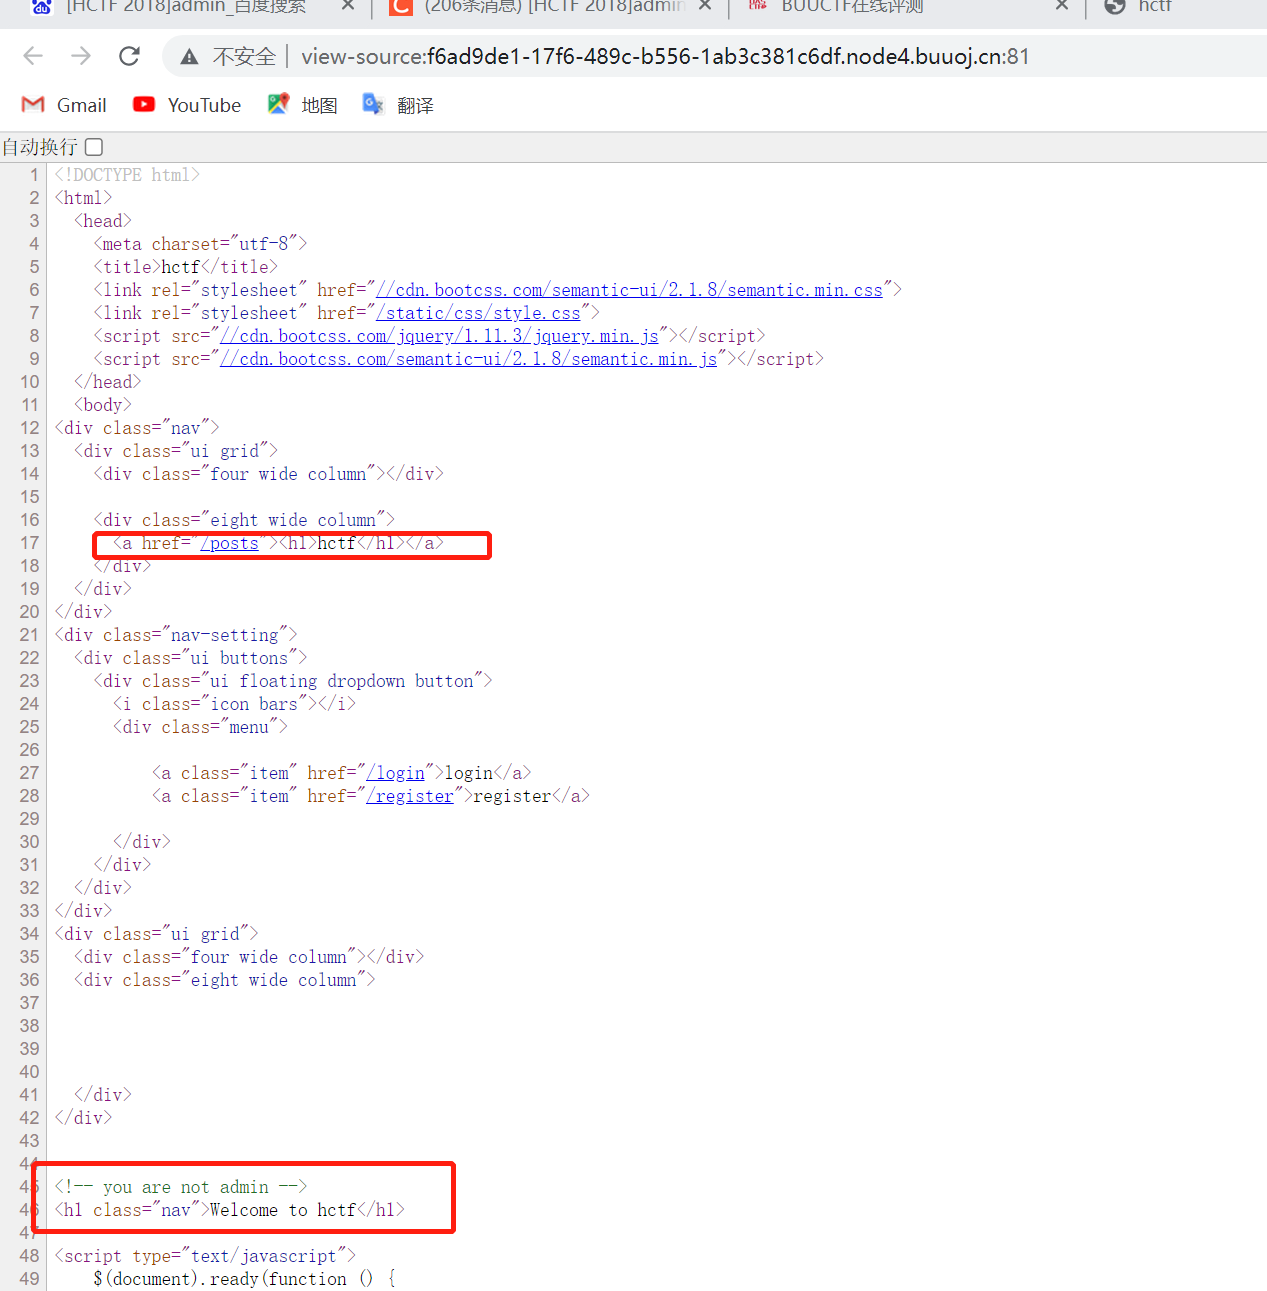 [HCTF 2018]admin_百度搜索 × (206条消息) [HCTF 2018]admin × BUUCTF在线评测 × hctf
不安全 view-source:f6ad9de1-17f6-489c-b556-1ab3c381c6df.node4.buuoj.cn:81
Gmail YouTube 地图 翻译
自动换行
1 <!DOCTYPE html>
2 <html>
3 <head>
4 <meta charset="utf-8">
5 <title>hctf</title>
6 <link rel="stylesheet" href="//cdn.bootcss.com/semantic-ui/2.1.8/semantic.min.css">
7 <link rel="stylesheet" href="/static/css/style.css">
8 <script src="//cdn.bootcss.com/jquery/1.11.3/jquery.min.js"></script>
9 <script src="//cdn.bootcss.com/semantic-ui/2.1.8/semantic.min.js"></script>
10 </head>
11 <body>
12 <div class="nav">
13 <div class="ui grid">
14 <div class="four wide column"></div>
15
16 <div class="eight wide column">
17 <a href="/posts"><h1>hctf</h1></a>
18 </div>
19 </div>
20 </div>
21 <div class="nav-setting">
22 <div class="ui buttons">
23 <div class="ui floating dropdown button">
24 <i class="icon bars"></i>
25 <div class="menu">
26
27 <a class="item" href="/login">login</a>
28 <a class="item" href="/register">register</a>
29
30 </div>
31 </div>
32 </div>
33 </div>
34 <div class="ui grid">
35 <div class="four wide column"></div>
36 <div class="eight wide column">
37
38
39
40
41 </div>
42 </div>
43
44
45 <!-- you are not admin -->
46 <h1 class="nav">Welcome to hctf</h1>
47
48 <script type="text/javascript">
49 $(document).ready(function () {